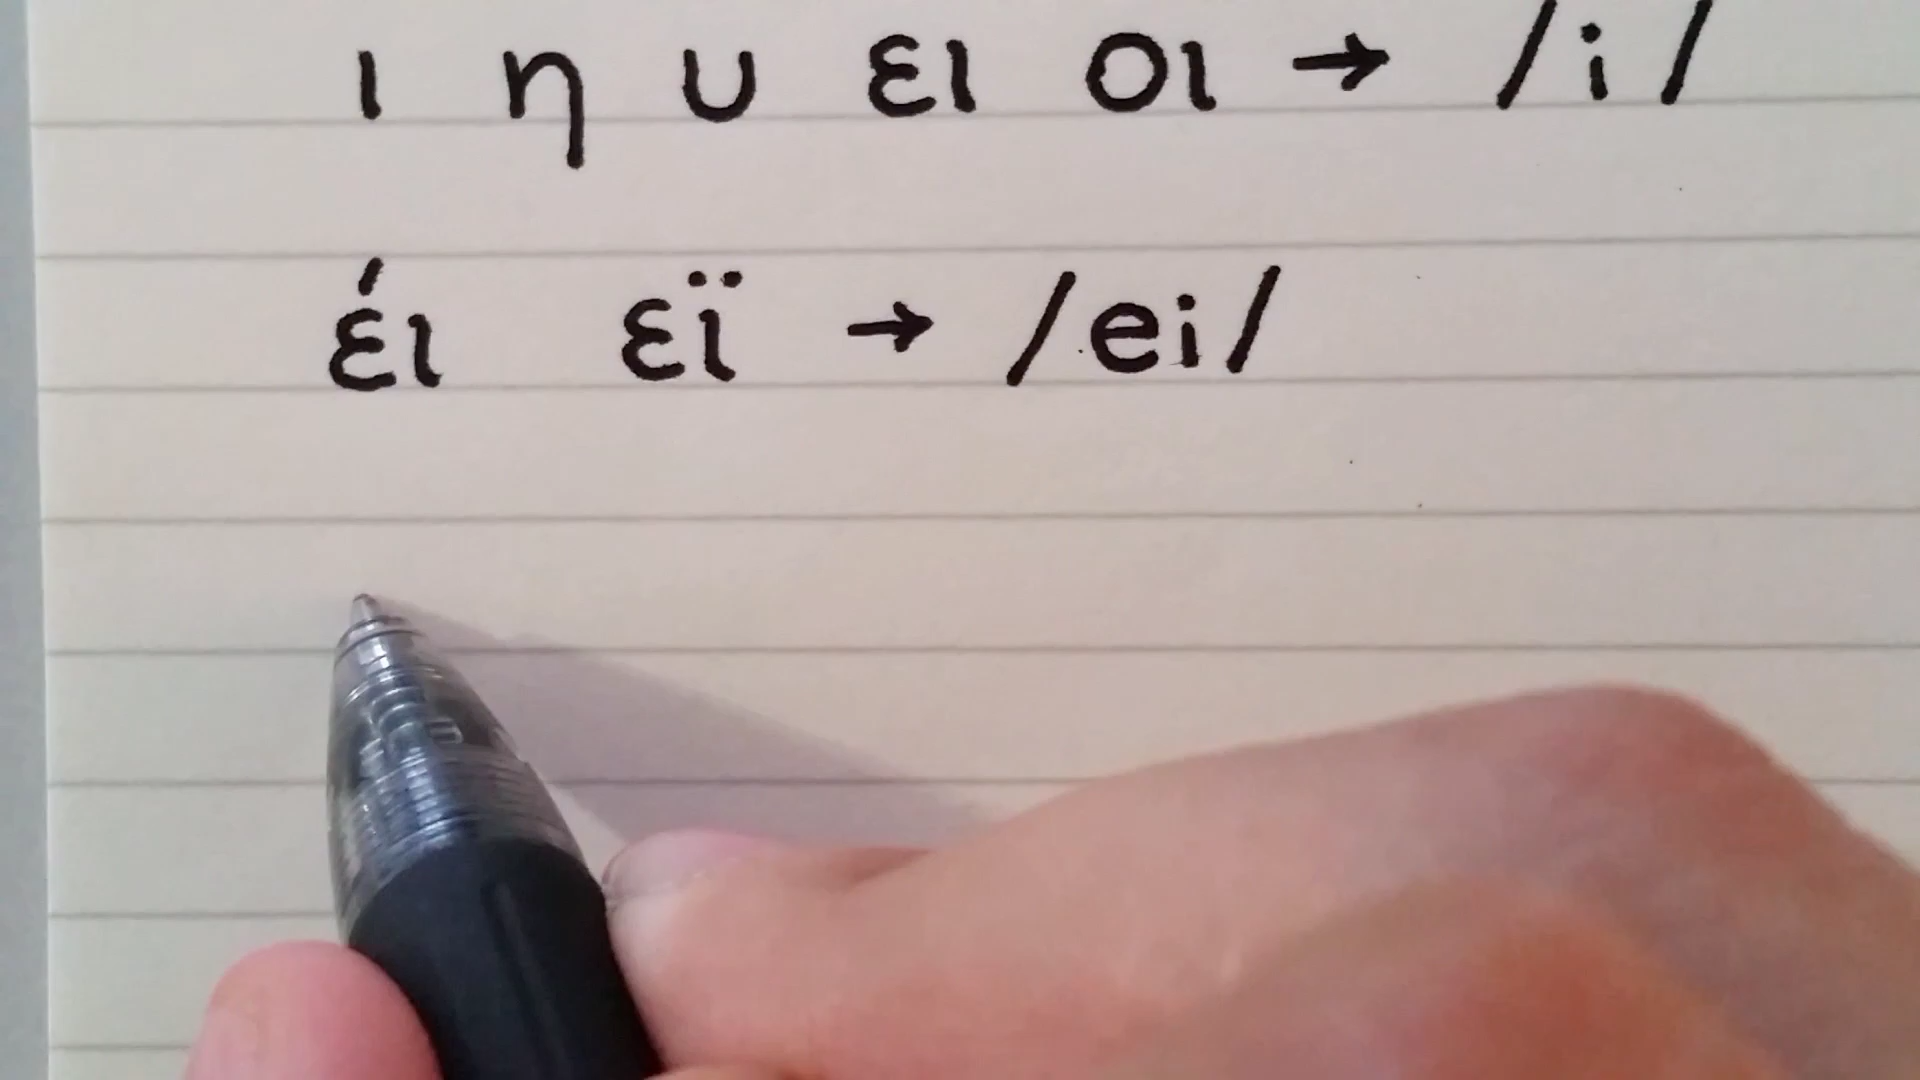 ι η υ ει οι → /i/
έι εϊ → /ei/